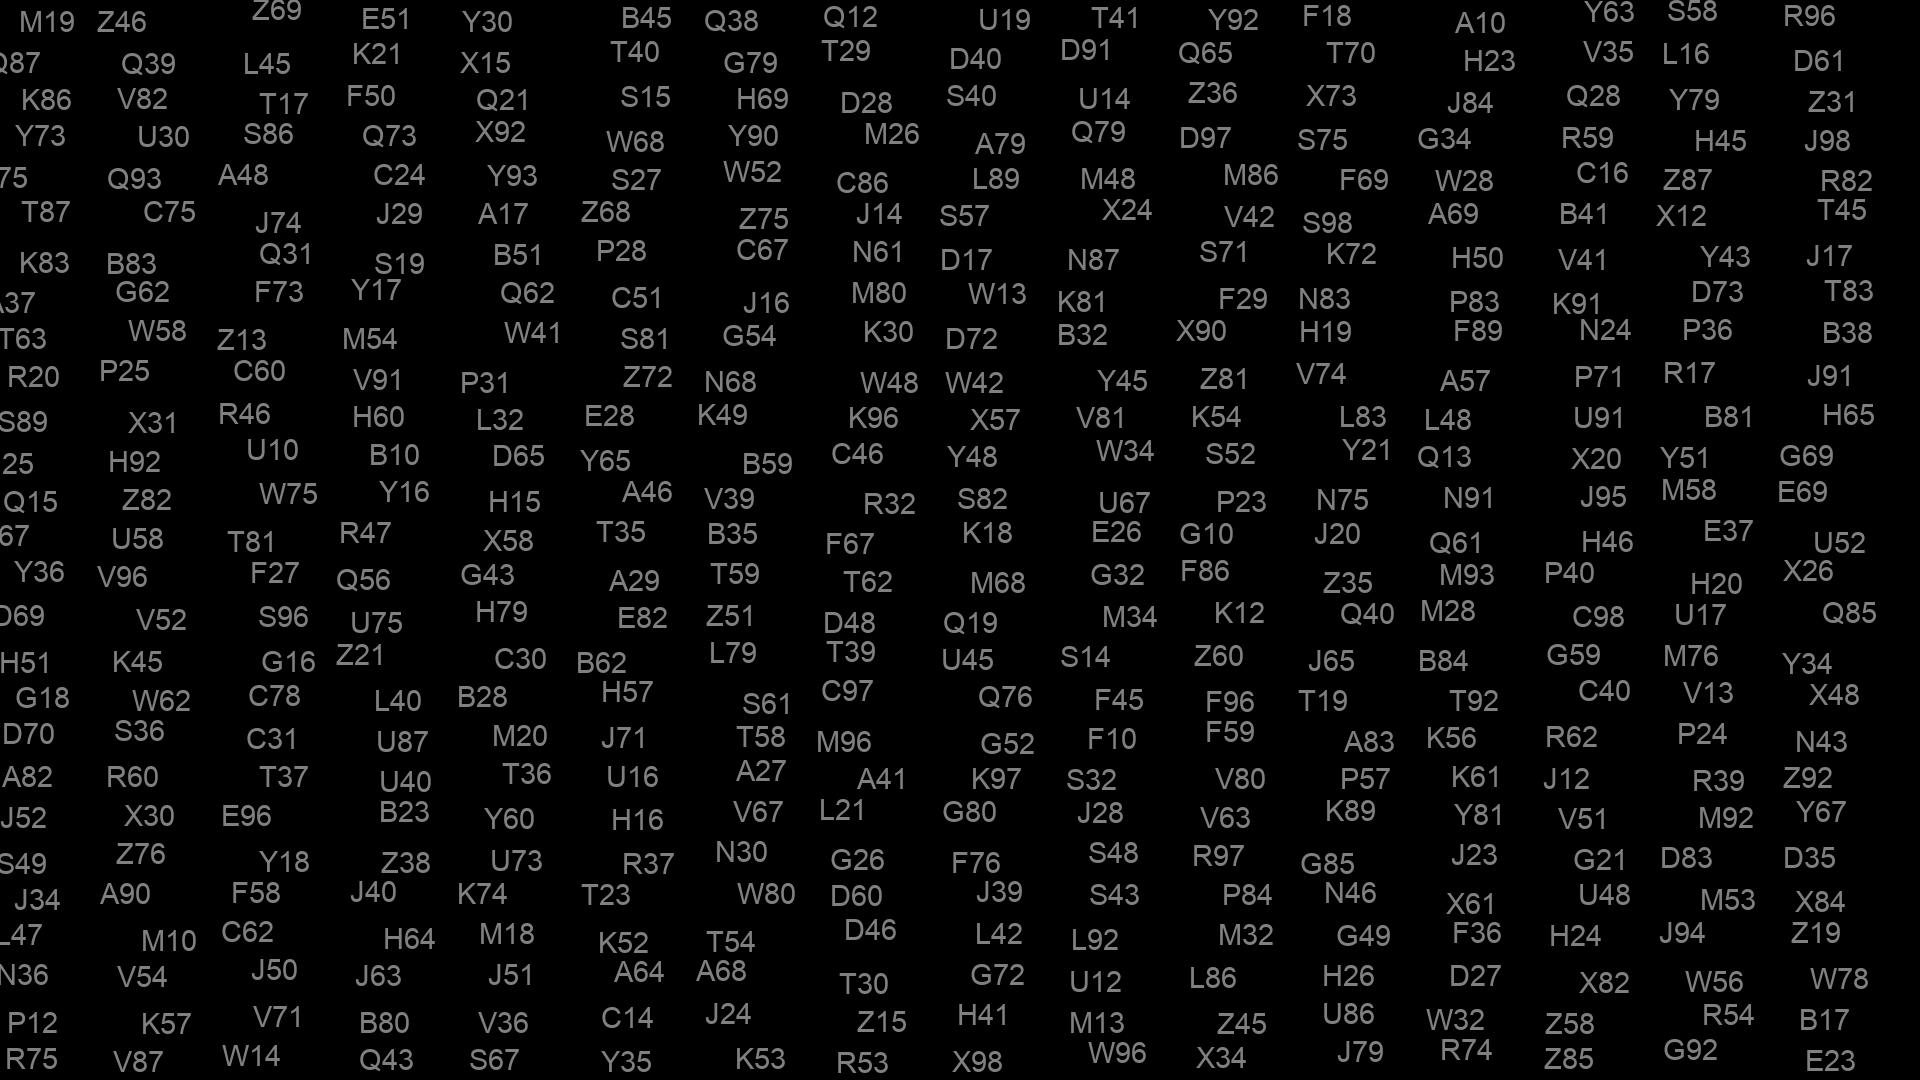 M19 Z46 Z69 E51 Y30 B45 Q38 Q12 U19 T41 Y92 F18 A10 Y63 S58 R96
Q87 Q39 L45 K21 X15 T40 G79 T29 D40 D91 Q65 T70 H23 V35 L16 D61
K86 V82 T17 F50 Q21 S15 H69 D28 S40 U14 Z36 X73 J84 Q28 Y79 Z31
Y73 U30 S86 Q73 X92 W68 Y90 M26 A79 Q79 D97 S75 G34 R59 H45 J98
75 Q93 A48 C24 Y93 S27 W52 C86 L89 M48 M86 F69 W28 C16 Z87 R82
T87 C75 J74 J29 A17 Z68 Z75 J14 S57 X24 V42 S98 A69 B41 X12 T45
K83 B83 Q31 S19 B51 P28 C67 N61 D17 N87 S71 K72 H50 V41 Y43 J17
A37 G62 F73 Y17 Q62 C51 J16 M80 W13 K81 F29 N83 P83 K91 D73 T83
T63 W58 Z13 M54 W41 S81 G54 K30 D72 B32 X90 H19 F89 N24 P36 B38
R20 P25 C60 V91 P31 Z72 N68 W48 W42 Y45 Z81 V74 A57 P71 R17 J91
S89 X31 R46 H60 L32 E28 K49 K96 X57 V81 K54 L83 L48 U91 B81 H65
25 H92 U10 B10 D65 Y65 B59 C46 Y48 W34 S52 Y21 Q13 X20 Y51 G69
Q15 Z82 W75 Y16 H15 A46 V39 R32 S82 U67 P23 N75 N91 J95 M58 E69
67 U58 T81 R47 X58 T35 B35 F67 K18 E26 G10 J20 Q61 H46 E37 U52
Y36 V96 F27 Q56 G43 A29 T59 T62 M68 G32 F86 Z35 M93 P40 H20 X26
D69 V52 S96 U75 H79 E82 Z51 D48 Q19 M34 K12 Q40 M28 C98 U17 Q85
H51 K45 G16 Z21 C30 B62 L79 T39 U45 S14 Z60 J65 B84 G59 M76 Y34
G18 W62 C78 L40 B28 H57 S61 C97 Q76 F45 F96 T19 T92 C40 V13 X48
D70 S36 C31 U87 M20 J71 T58 M96 G52 F10 F59 A83 K56 R62 P24 N43
A82 R60 T37 U40 T36 U16 A27 A41 K97 S32 V80 P57 K61 J12 R39 Z92
J52 X30 E96 B23 Y60 H16 V67 L21 G80 J28 V63 K89 Y81 V51 M92 Y67
S49 Z76 Y18 Z38 U73 R37 N30 G26 F76 S48 R97 G85 J23 G21 D83 D35
J34 A90 F58 J40 K74 T23 W80 D60 J39 S43 P84 N46 X61 U48 M53 X84
L47 M10 C62 H64 M18 K52 T54 D46 L42 L92 M32 G49 F36 H24 J94 Z19
N36 V54 J50 J63 J51 A64 A68 T30 G72 U12 L86 H26 D27 X82 W56 W78
P12 K57 V71 B80 V36 C14 J24 Z15 H41 M13 Z45 U86 W32 Z58 R54 B17
R75 V87 W14 Q43 S67 Y35 K53 R53 X98 W96 X34 J79 R74 Z85 G92 E23